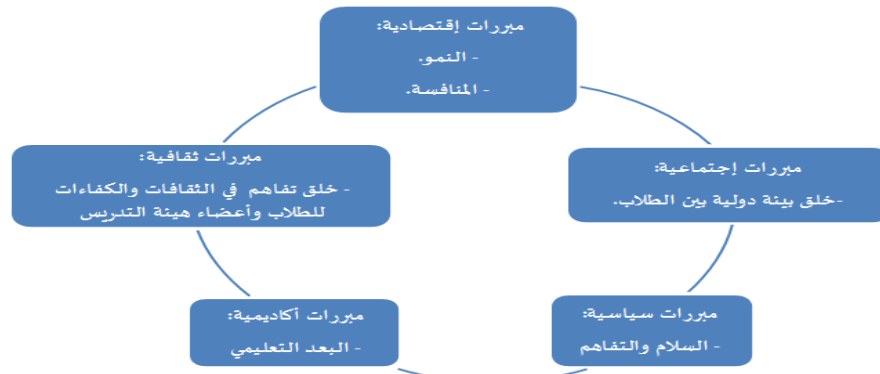 مبررات إقتصادية:
- النمو.
- المنافسة.
مبررات إجتماعية:
-خلق بيئة دولية بين الطلاب.
مبررات سياسية:
- السلام والتفاهم
مبررات أكاديمية:
- البعد التعليمي
مبررات ثقافية:
- خلق تفاهم في الثقافات والكفاءات
للطلاب وأعضاء هيئة التدريس